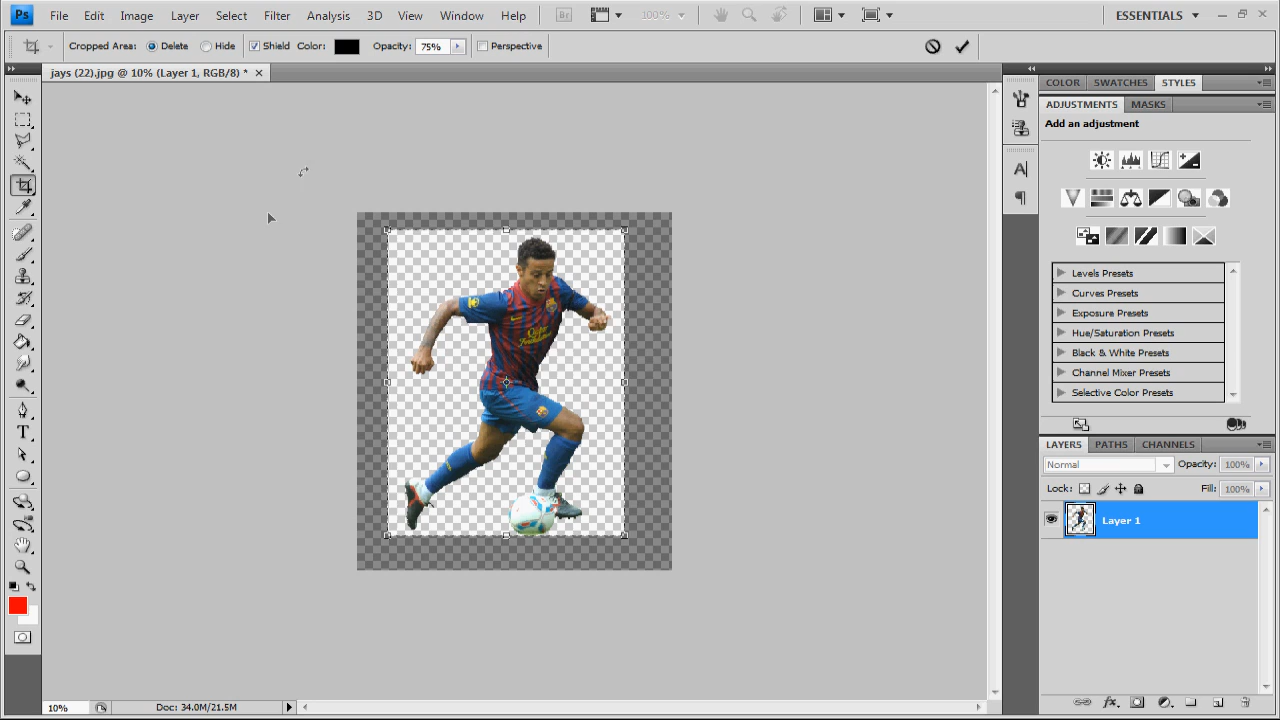 Ps File Edit Image Layer Select Filter Analysis 3D View Window Help Br 100% ESSENTIALS
Cropped Area: Delete Hide Shield Color: Opacity: 75% Perspective
jays (22).jpg @ 10% (Layer 1, RGB/8) *
COLOR SWATCHES STYLES
ADJUSTMENTS MASKS
Add an adjustment
Levels Presets
Curves Presets
Exposure Presets
Hue/Saturation Presets
Black & White Presets
Channel Mixer Presets
Selective Color Presets
LAYERS PATHS CHANNELS
Normal Opacity: 100%
Lock: Fill: 100%
Layer 1
10% Doc: 34.0M/21.5M